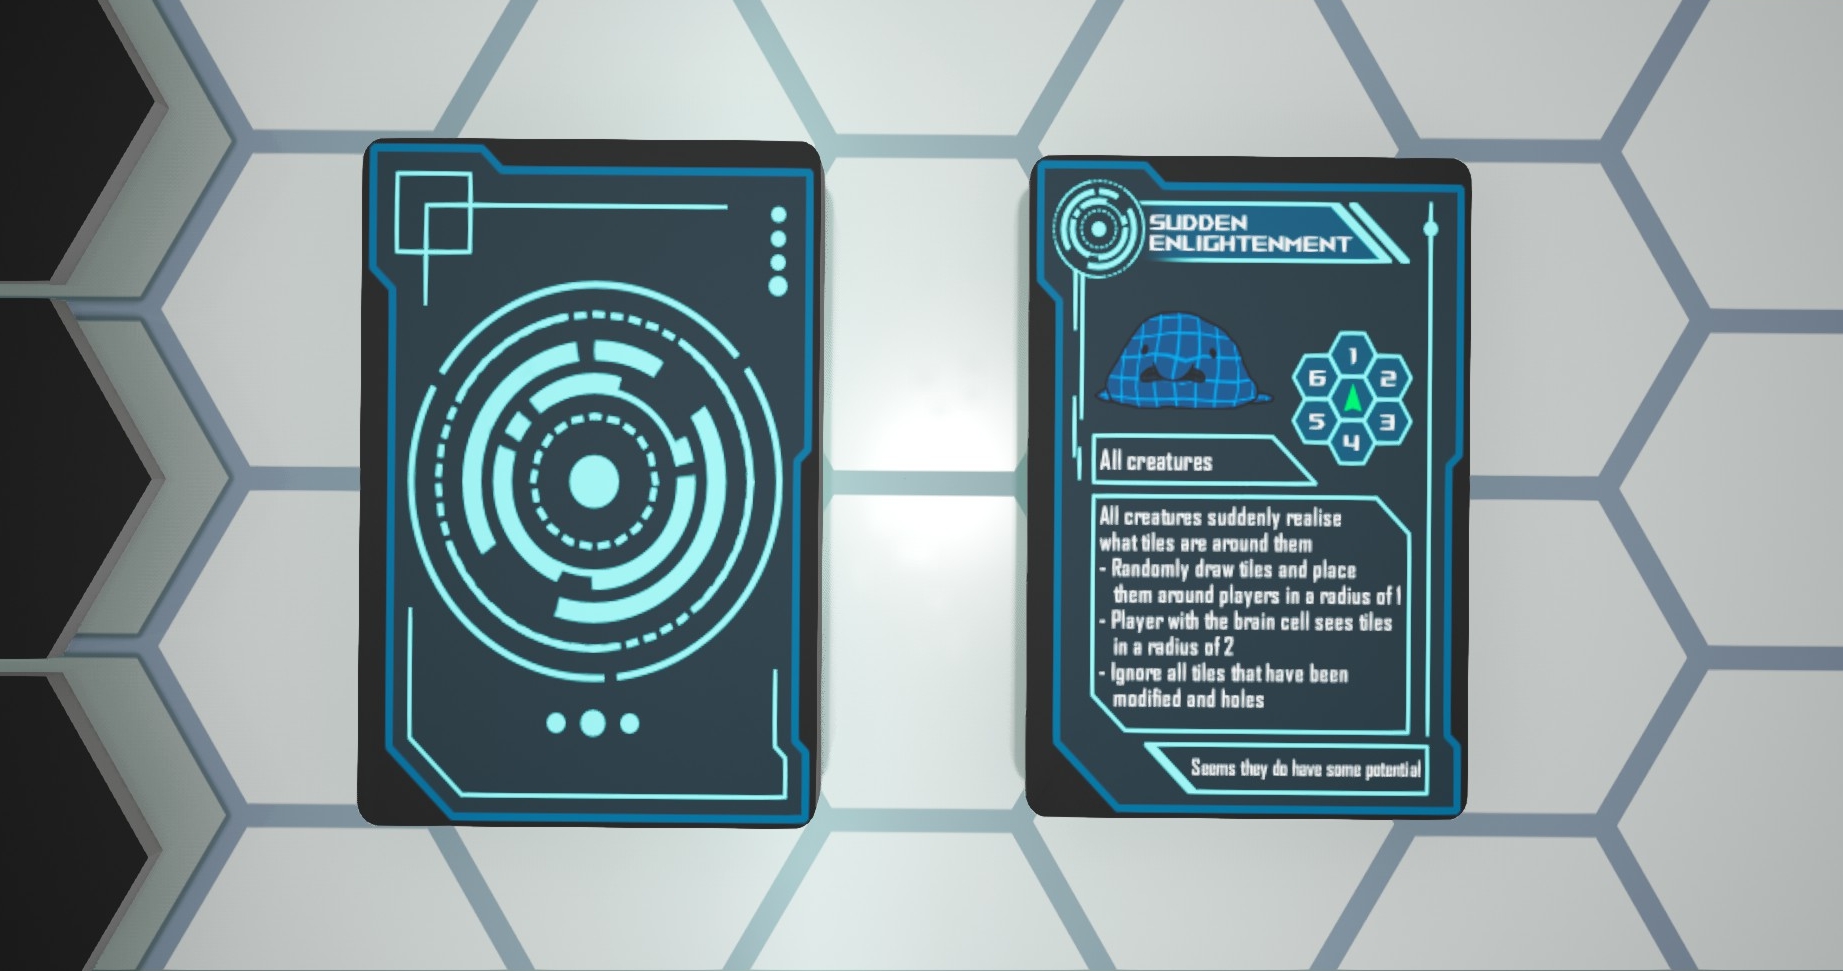 SUDDEN
ENLIGHTENMENT
1
6
2
5
3
4
All creatures
All creatures suddenly realise
what tiles are around them
- Randomly draw tiles and place
them around players in a radius of 1
- Player with the brain cell sees tiles
in a radius of 2
- Ignore all tiles that have been
modified and holes
Seems they do have some potential